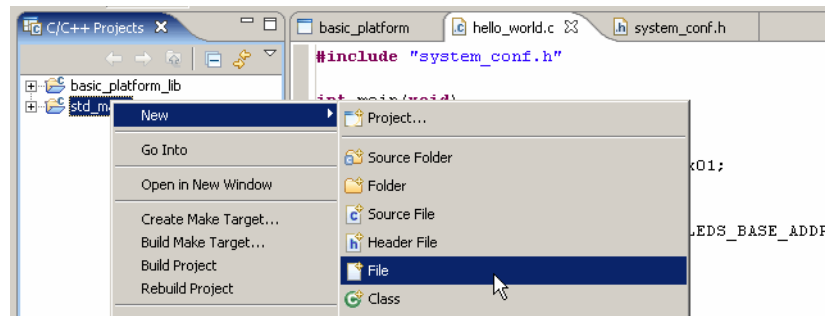 C/C++ Projects
basic_platform
hello_world.c
system_conf.h
#include "system_conf.h"
basic_platform_lib
New
Project...
Go Into
Source Folder
x01;
Open in New Window
Folder
Create Make Target...
Source File
LEDS_BASE_ADDR
Build Make Target...
Header File
Build Project
File
Rebuild Project
Class